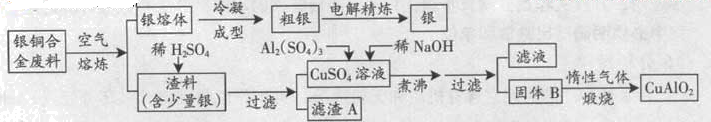 银铜合金废料
空气
熔炼
银熔体
冷凝
成型
粗银
电解精炼
银
稀H₂SO₄
渣料
(含少量银)
过滤
Al₂(SO₄)₃
稀NaOH
CuSO₄溶液
滤渣A
煮沸
过滤
滤液
固体B
惰性气体
煅烧
CuAlO₂